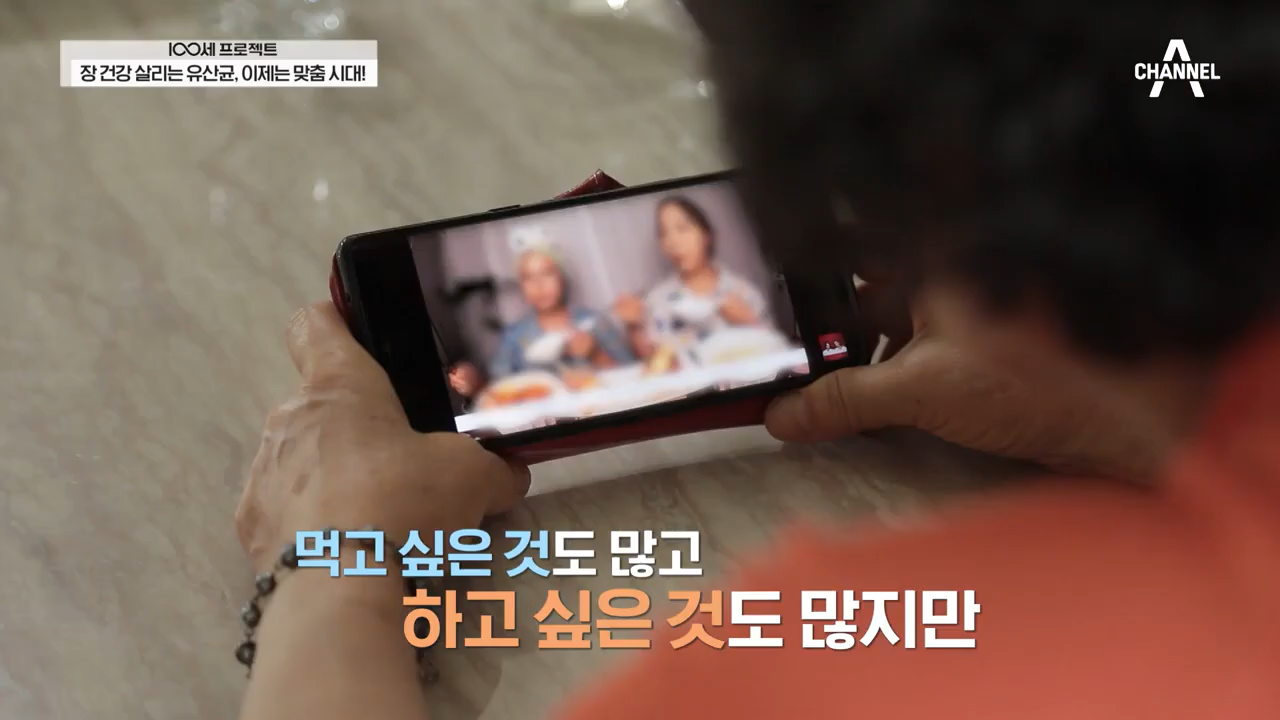 100세 프로젝트
장 건강 살리는 유산균, 이제는 맞춤 시대!
CHANNEL A
먹고 싶은 것도 많고
하고 싶은 것도 많지만